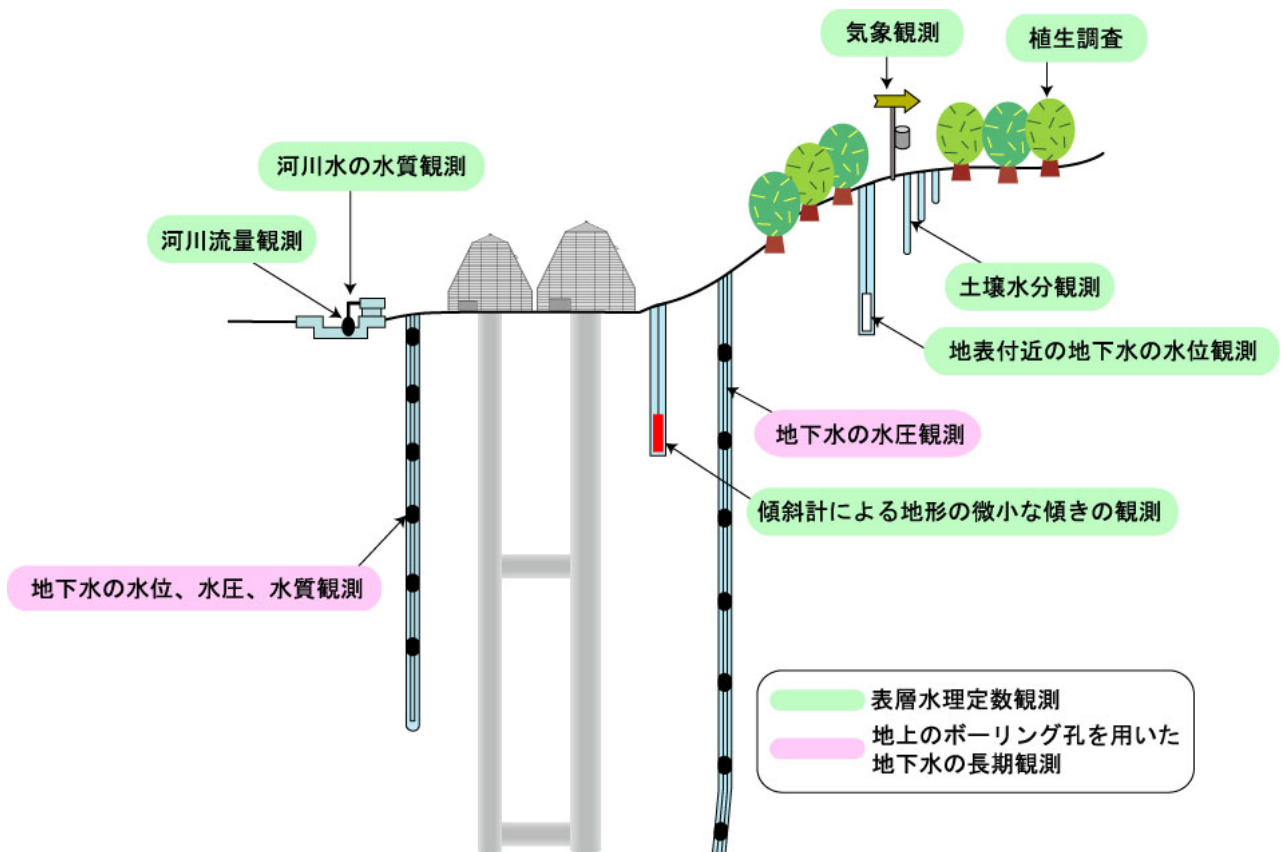 気象観測
植生調査
河川水の水質観測
河川流量観測
土壌水分観測
地表付近の地下水の水位観測
地下水の水圧観測
傾斜計による地形の微小な傾きの観測
地下水の水位、水圧、水質観測
表層水理定数観測
地上のボーリング孔を用いた
地下水の長期観測